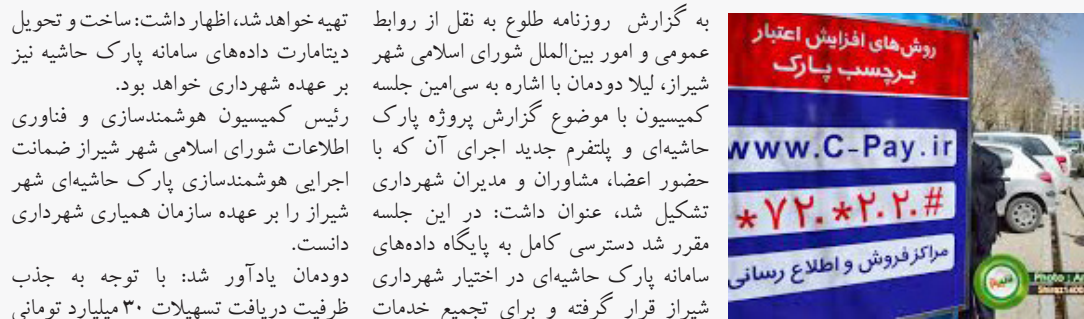 به گزارش روزنامه طلوع به نقل از روابط
عمومی و امور بین‌الملل شورای اسلامی شهر
شیراز، لیلا دودمان با اشاره به سی‌امین جلسه
کمیسیون با موضوع گزارش پروژه پارک
حاشیه‌ای و پلتفرم جدید اجرای آن که با
حضور اعضا، مشاوران و مدیران شهرداری
تشکیل شد، عنوان داشت: در این جلسه
مقرر شد دسترسی کامل به پایگاه داده‌های
سامانه پارک حاشیه‌ای در اختیار شهرداری
شیراز قرار گرفته و برای تجمیع خدمات
تهیه خواهد شد، اظهار داشت: ساخت و تحویل
دیتامارت داده‌های سامانه پارک حاشیه نیز
بر عهده شهرداری خواهد بود.
رئیس کمیسیون هوشمندسازی و فناوری
اطلاعات شورای اسلامی شهر شیراز ضمانت
اجرایی هوشمندسازی پارک حاشیه‌ای شهر
شیراز را بر عهده سازمان همیاری شهرداری
دانست.
دودمان یادآور شد: با توجه به جذب
ظرفیت دریافت تسهیلات ۳۰ میلیارد تومانی
روش‌های افزایش اعتبار
برچسب پارک
www.C-Pay.ir
*۷۲۰*۲۰۲۰#
مراکز فروش و اطلاع رسانی